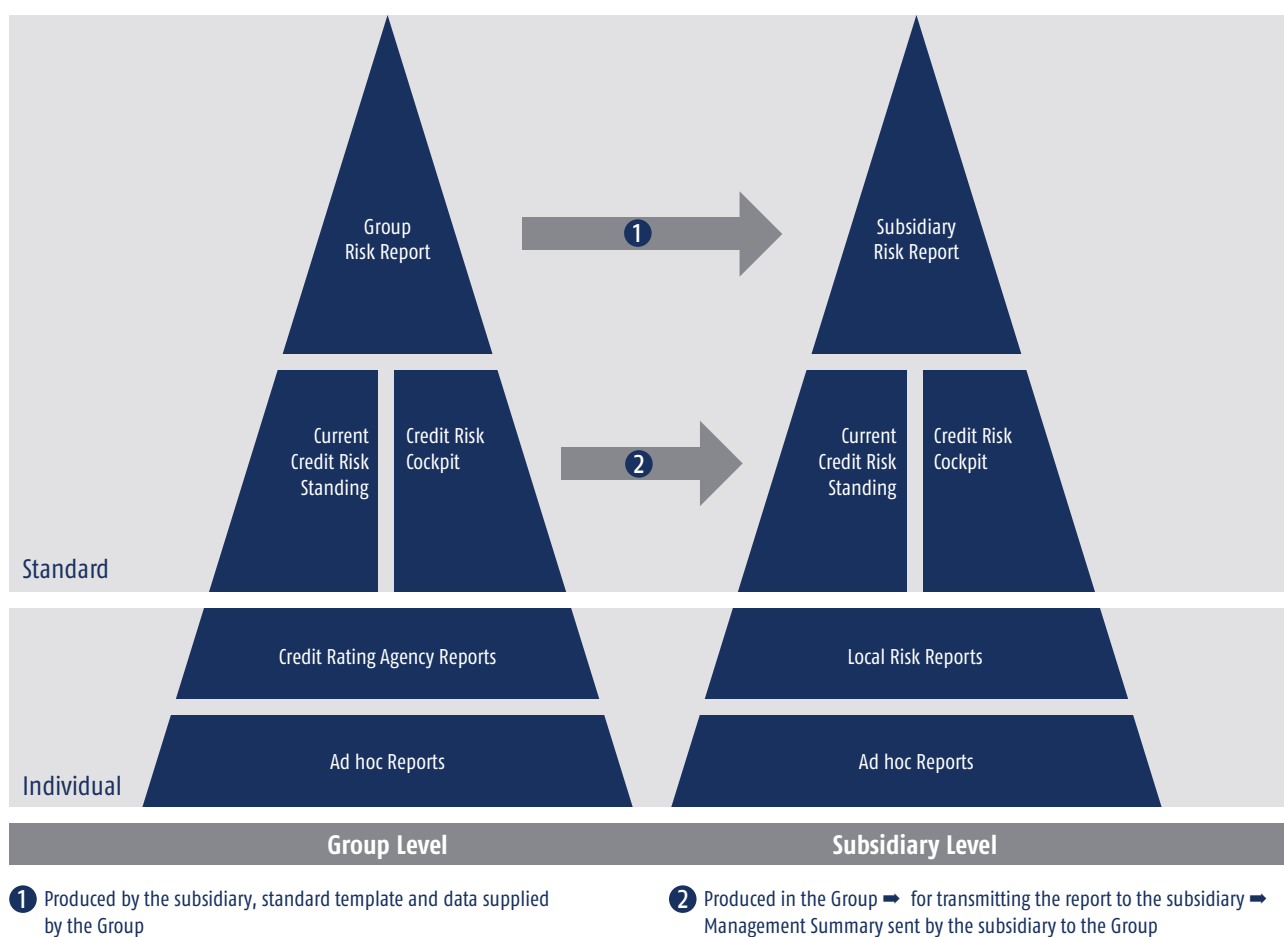 Group
Risk Report
1
Subsidiary
Risk Report
Current
Credit Risk
Standing
Credit Risk
Cockpit
2
Current
Credit Risk
Standing
Credit Risk
Cockpit
Standard
Credit Rating Agency Reports
Local Risk Reports
Ad hoc Reports
Ad hoc Reports
Individual
Group Level
Subsidiary Level
1 Produced by the subsidiary, standard template and data supplied
by the Group
2 Produced in the Group ➡ for transmitting the report to the subsidiary ➡
Management Summary sent by the subsidiary to the Group